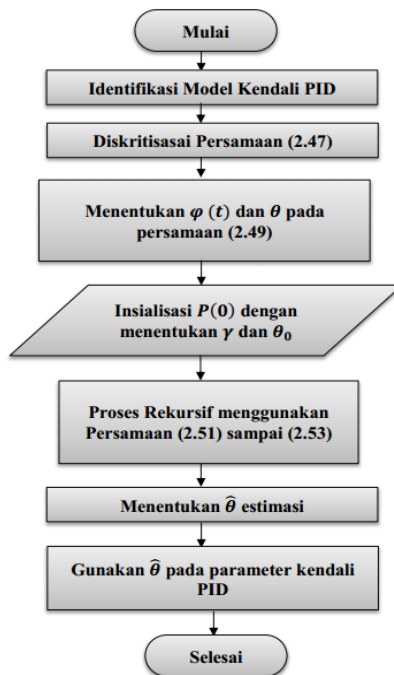 Mulai
Identifikasi Model Kendali PID
Diskritisasai Persamaan (2.47)
Menentukan φ (t) dan θ pada
persamaan (2.49)
Insialisasi P(0) dengan
menentukan γ dan θ₀
Proses Rekursif menggunakan
Persamaan (2.51) sampai (2.53)
Menentukan θ̂ estimasi
Gunakan θ̂ pada parameter kendali
PID
Selesai